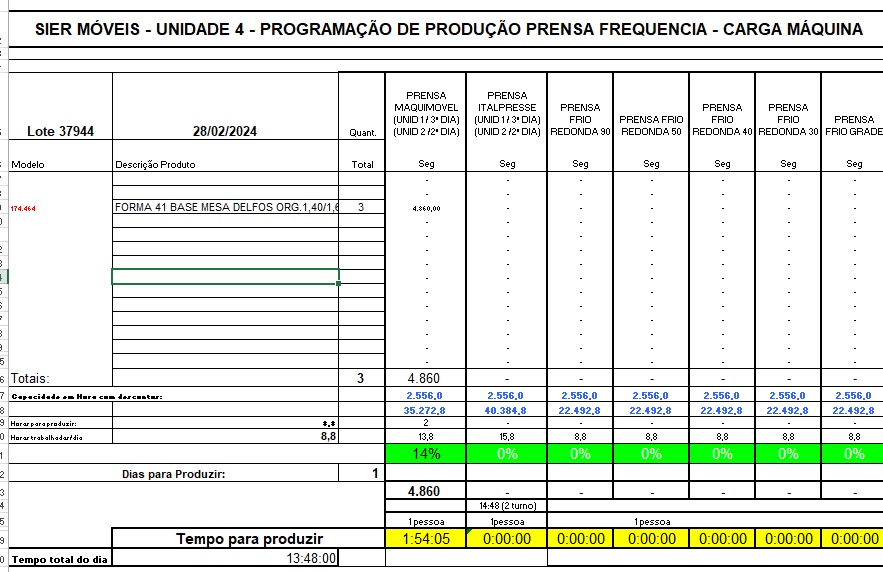 SIER MÓVEIS - UNIDADE 4 - PROGRAMAÇÃO DE PRODUÇÃO PRENSA FREQUENCIA - CARGA MÁQUINA
Lote 37944 28/02/2024 Quant. PRENSA MAQUIMOVEL (UNID 1 / 3ª DIA) (UNID 2 / 2ª DIA) PRENSA ITALPRESSE (UNID 1 / 3ª DIA) (UNID 2 / 2ª DIA) PRENSA FRIO REDONDA 90 PRENSA FRIO REDONDA 50 PRENSA FRIO REDONDA 40 PRENSA FRIO REDONDA 30 PRENSA FRIO GRADE
Modelo Descrição Produto Total Seg Seg Seg Seg Seg Seg Seg
- - - - - - -
- - - - - - -
174.464 FORMA 41 BASE MESA DELFOS ORG.1,40/1,6 3 4.860,00 - - - - - -
- - - - - - -
- - - - - - -
- - - - - - -
- - - - - - -
- - - - - - -
- - - - - - -
- - - - - - -
- - - - - - -
- - - - - - -
- - - - - - -
- - - - - - -
Totais: 3 4.860 - - - - - -
Capacidade em Hora com descontar: 2.556,0 2.556,0 2.556,0 2.556,0 2.556,0 2.556,0 2.556,0
35.272,8 40.384,8 22.492,8 22.492,8 22.492,8 22.492,8 22.492,8
Horas para produzir: 8,8 2 - - - - - -
Horas trabalhadas/dia 8,8 13,8 15,8 8,8 8,8 8,8 8,8 8,8
14% 0% 0% 0% 0% 0% 0%
Dias para Produzir: 1
4.860 - - - - - -
14:48 (2 turno)
1pessoa 1pessoa 1pessoa
Tempo para produzir 1:54:05 0:00:00 0:00:00 0:00:00 0:00:00 0:00:00 0:00:00
Tempo total do dia 13:48:00